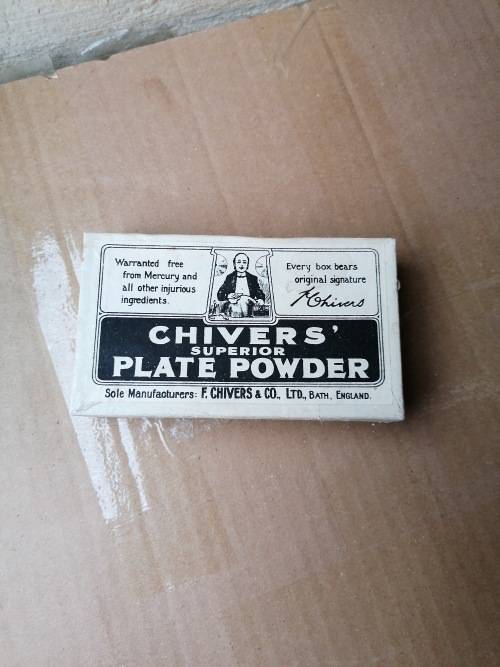 Warranted free
from Mercury and
all other injurious
ingredients.
Every box bears
original signature
F Chivers
CHIVERS'
SUPERIOR
PLATE POWDER
Sole Manufacturers: F. CHIVERS & CO., LTD., BATH, ENGLAND.